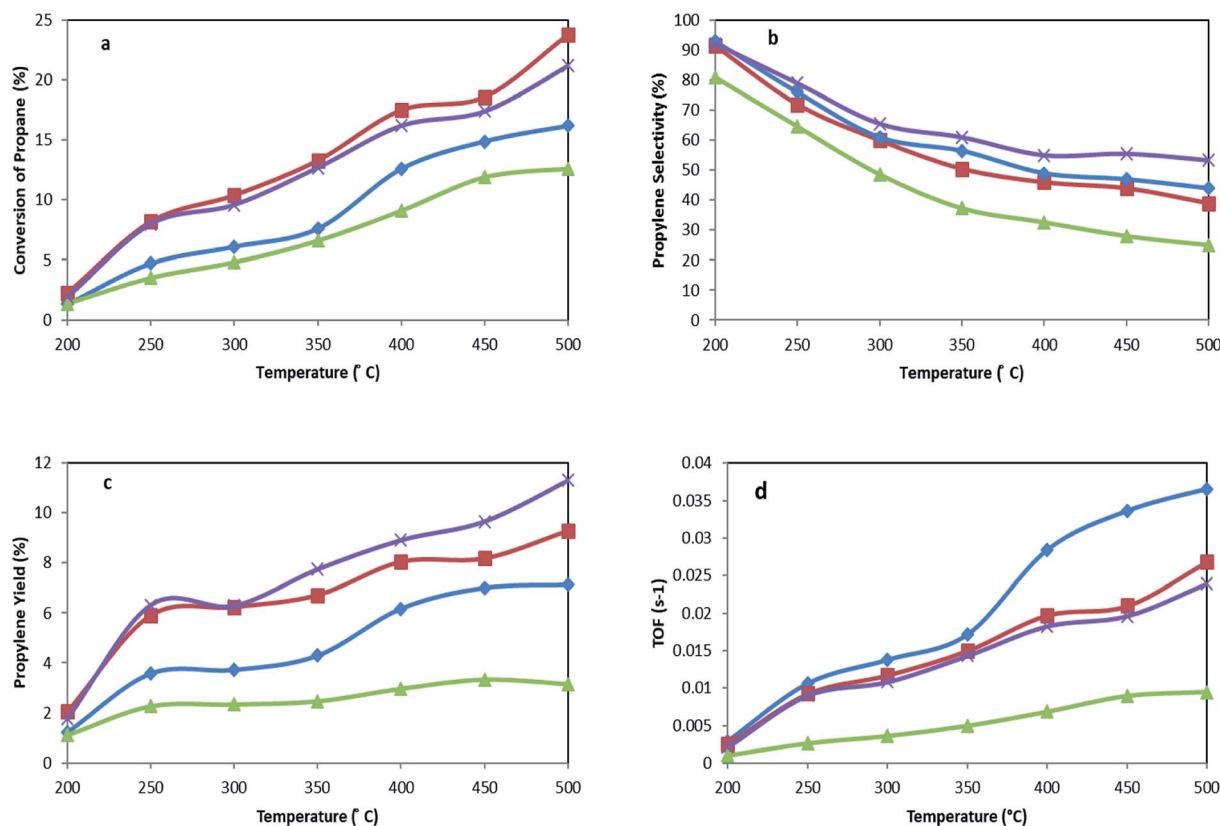 a
Conversion of Propane (%)
25
20
15
10
5
0
200 250 300 350 400 450 500
Temperature (° C)
b
Propylene Selectivity (%)
100
90
80
70
60
50
40
30
20
10
0
200 250 300 350 400 450 500
Temperature (° C)
c
Propylene Yield (%)
12
10
8
6
4
2
0
200 250 300 350 400 450 500
Temperature (° C)
d
TOF (s-1)
0.04
0.035
0.03
0.025
0.02
0.015
0.01
0.005
0
200 250 300 350 400 450 500
Temperature (°C)